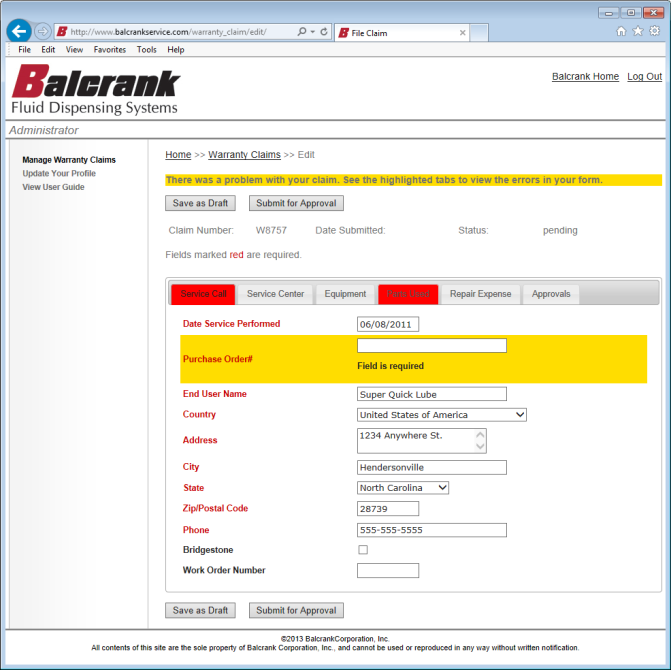 http://www.balcrankservice.com/warranty_claim/edit/
File Claim
File Edit View Favorites Tools Help
Balcrank
Fluid Dispensing Systems
Balcrank Home Log Out
Administrator
Manage Warranty Claims
Update Your Profile
View User Guide
Home >> Warranty Claims >> Edit
There was a problem with your claim. See the highlighted tabs to view the errors in your form.
Save as Draft Submit for Approval
Claim Number: W8757 Date Submitted: Status: pending
Fields marked red are required.
Service Call Service Center Equipment Parts Used Repair Expense Approvals
Date Service Performed 06/08/2011
Purchase Order#
Field is required
End User Name Super Quick Lube
Country United States of America
Address 1234 Anywhere St.
City Hendersonville
State North Carolina
Zip/Postal Code 28739
Phone 555-555-5555
Bridgestone
Work Order Number
Save as Draft Submit for Approval
©2013 BalcrankCorporation, Inc.
All contents of this site are the sole property of Balcrank Corporation, Inc., and cannot be used or reproduced in any way without written notification.